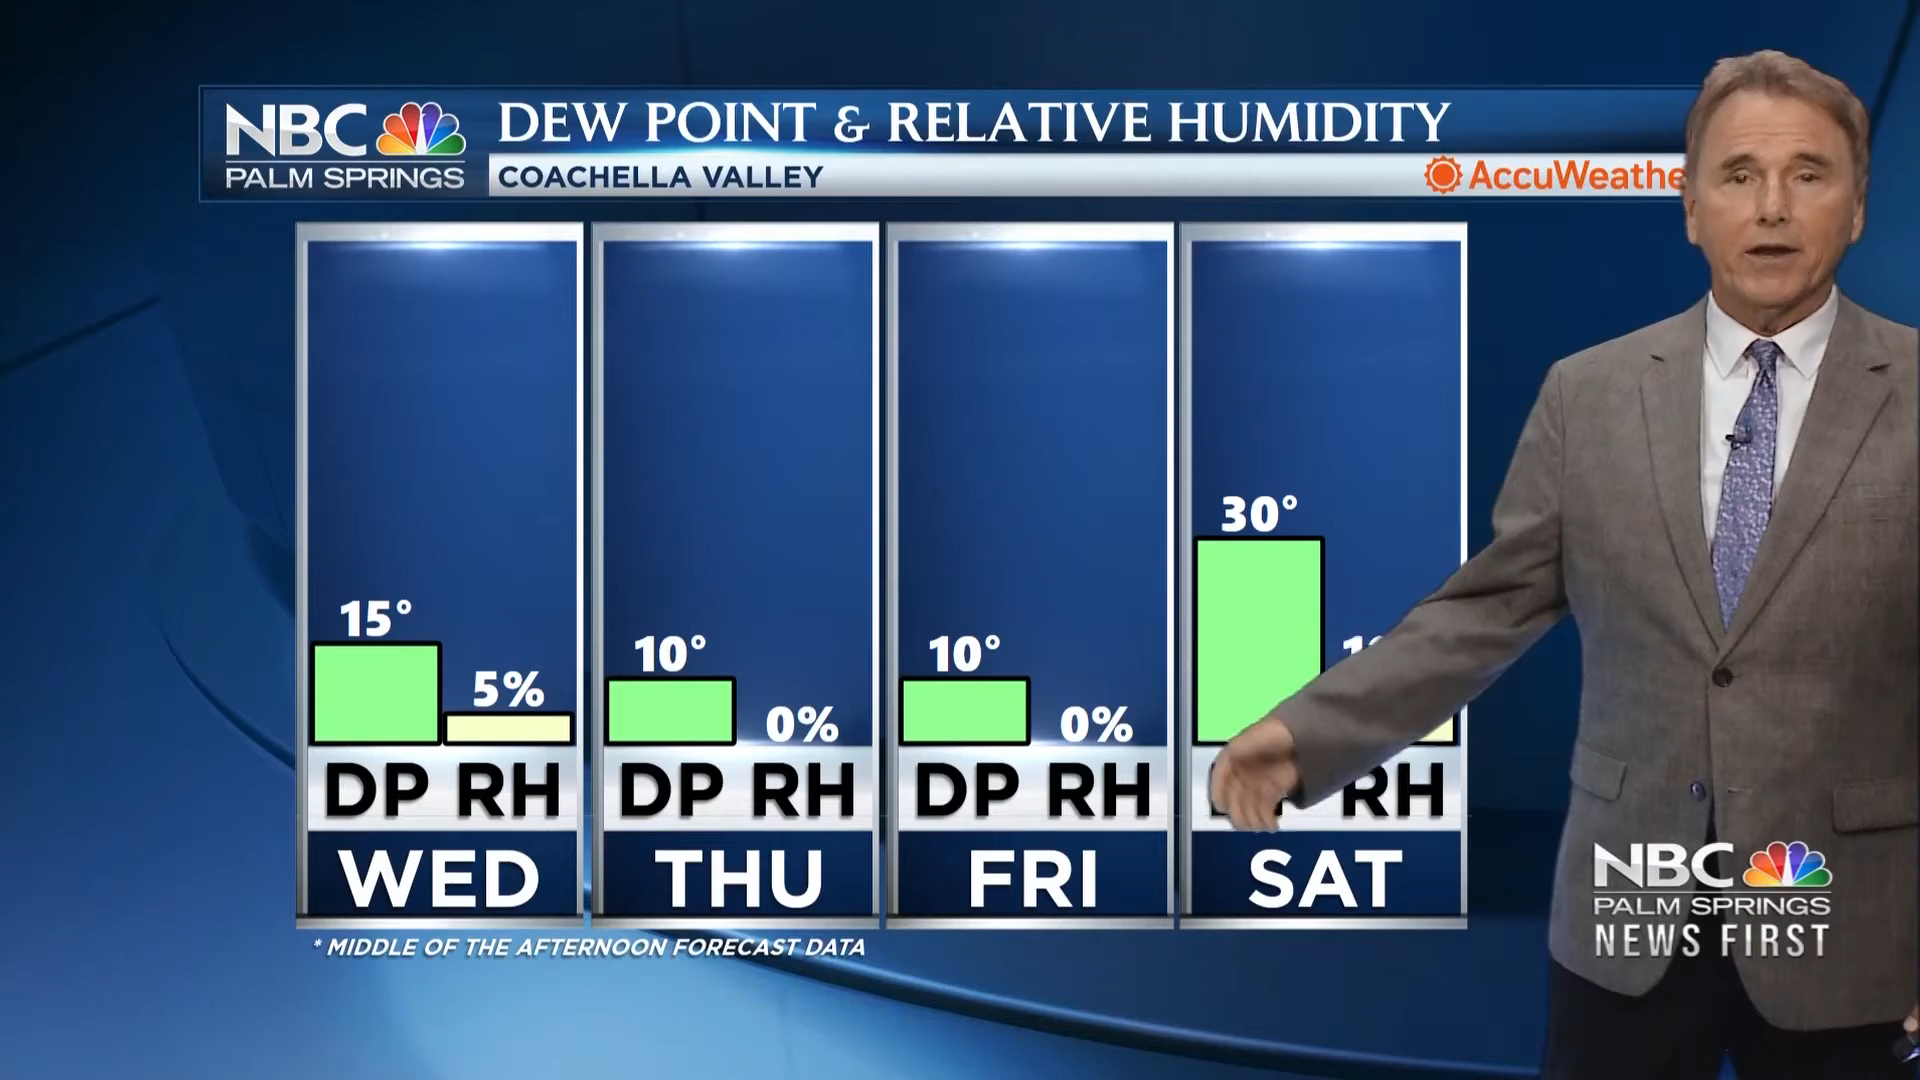 NBC
PALM SPRINGS
DEW POINT & RELATIVE HUMIDITY
COACHELLA VALLEY
15°
5%
DP RH
WED
10°
0%
DP RH
THU
10°
0%
DP RH
FRI
30°
RH
SAT
* MIDDLE OF THE AFTERNOON FORECAST DATA
NBC
PALM SPRINGS
NEWS FIRST